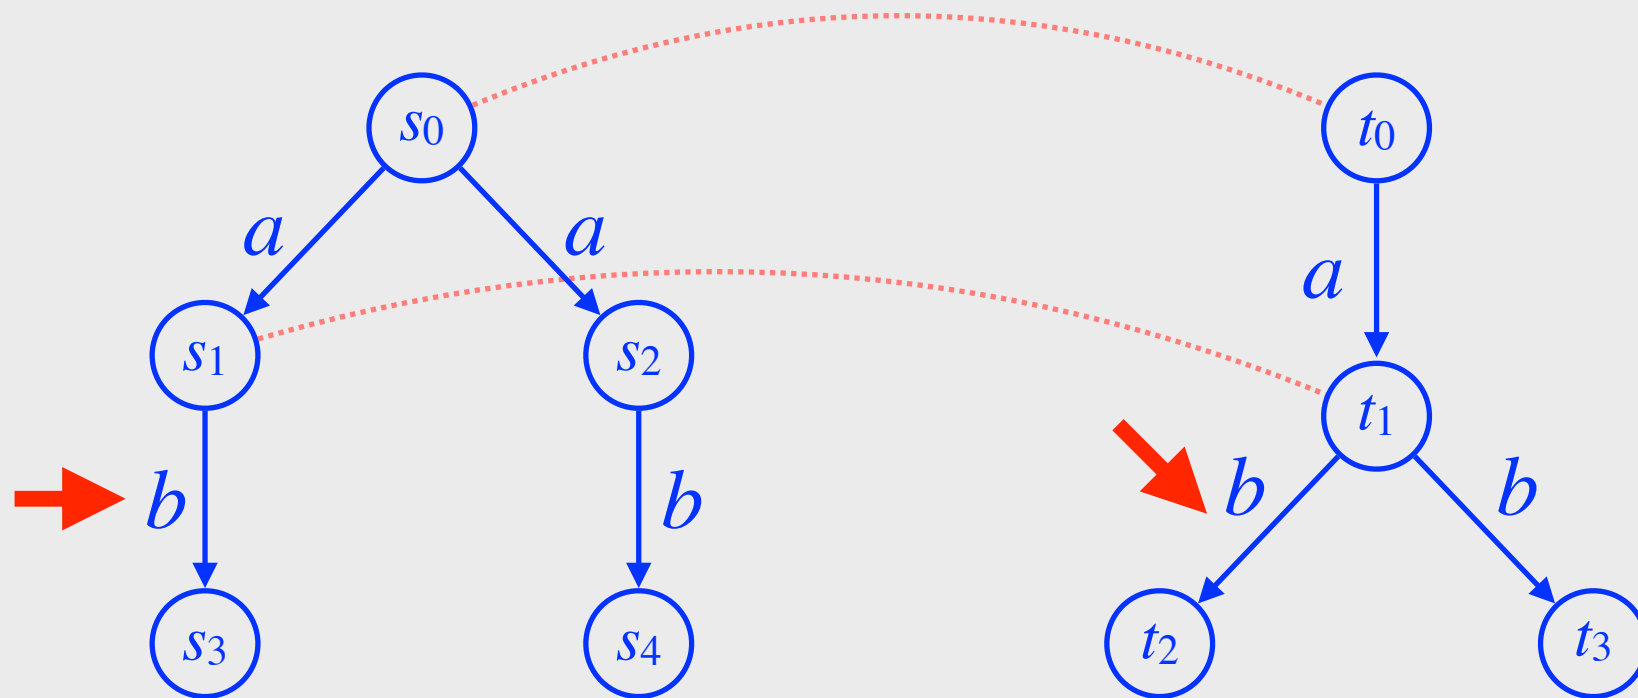 s₀ t₀
a a a
s₁ s₂ t₁
b b b b
s₃ s₄ t₂ t₃